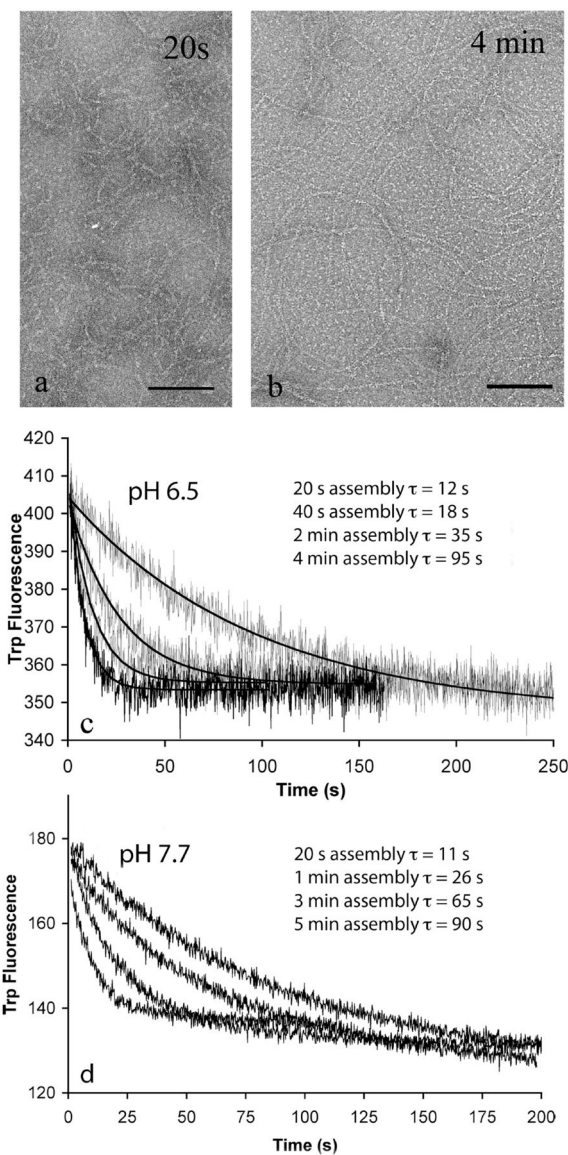 20s
4 min
a
b
420
410
400
390
380
370
360
350
340
Trp Fluorescence
pH 6.5
20 s assembly τ = 12 s
40 s assembly τ = 18 s
2 min assembly τ = 35 s
4 min assembly τ = 95 s
c
0 50 100 150 200 250
Time (s)
180
160
140
120
Trp Fluorescence
pH 7.7
20 s assembly τ = 11 s
1 min assembly τ = 26 s
3 min assembly τ = 65 s
5 min assembly τ = 90 s
d
0 25 50 75 100 125 150 175 200
Time (s)